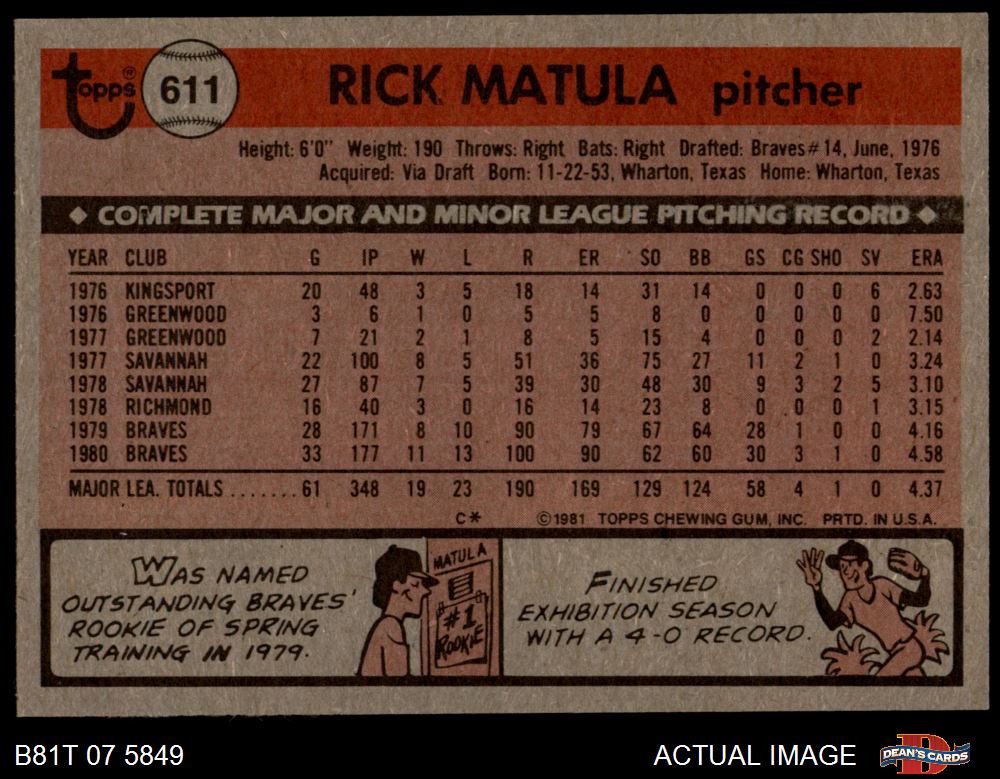 topps® 611 RICK MATULA pitcher
Height: 6'0" Weight: 190 Throws: Right Bats: Right Drafted: Braves #14, June, 1976
Acquired: Via Draft Born: 11-22-53, Wharton, Texas Home: Wharton, Texas
◆ COMPLETE MAJOR AND MINOR LEAGUE PITCHING RECORD ◆
YEAR CLUB G IP W L R ER SO BB GS CG SHO SV ERA
1976 KINGSPORT 20 48 3 5 18 14 31 14 0 0 0 6 2.63
1976 GREENWOOD 3 6 1 0 5 5 8 0 0 0 0 0 7.50
1977 GREENWOOD 7 21 2 1 8 5 15 4 0 0 0 2 2.14
1977 SAVANNAH 22 100 8 5 51 36 75 27 11 2 1 0 3.24
1978 SAVANNAH 27 87 7 5 39 30 48 30 9 3 2 5 3.10
1978 RICHMOND 16 40 3 0 16 14 23 8 0 0 0 1 3.15
1979 BRAVES 28 171 8 10 90 79 67 64 28 1 0 0 4.16
1980 BRAVES 33 177 11 13 100 90 62 60 30 3 1 0 4.58
MAJOR LEA. TOTALS.......61 348 19 23 190 169 129 124 58 4 1 0 4.37
C* ©1981 TOPPS CHEWING GUM, INC. PRTD. IN U.S.A.
WAS NAMED
OUTSTANDING BRAVES'
ROOKIE OF SPRING
TRAINING IN 1979.
MATULA
#1
ROOKIE
FINISHED
EXHIBITION SEASON
WITH A 4-0 RECORD.
B81T 07 5849 ACTUAL IMAGE DEAN'S CARDS